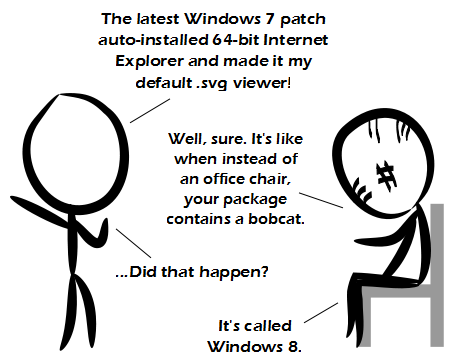 The latest Windows 7 patch
auto-installed 64-bit Internet
Explorer and made it my
default .svg viewer!
Well, sure. It's like
when instead of
an office chair,
your package
contains a bobcat.
...Did that happen?
It's called
Windows 8.